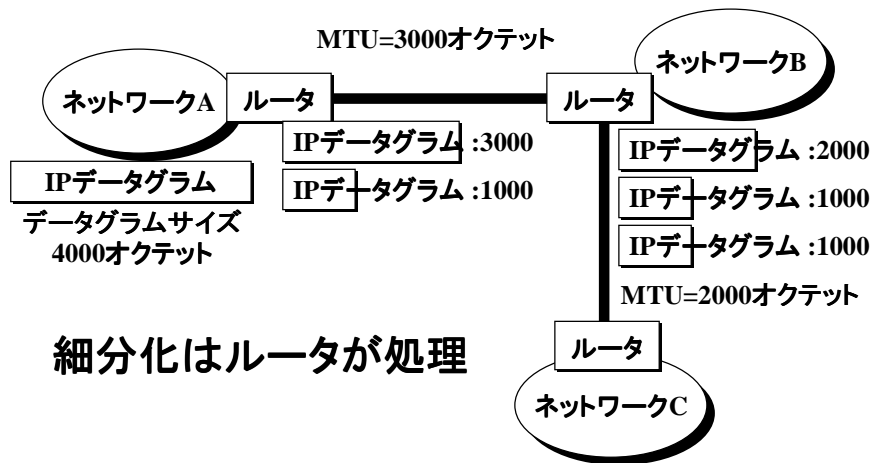 MTU=3000オクテット
ネットワークA
ルータ
ルータ
ネットワークB
IPデータグラム :3000
IPデータグラム :1000
IPデータグラム
データグラムサイズ
4000オクテット
IPデータグラム :2000
IPデータグラム :1000
IPデータグラム :1000
MTU=2000オクテット
細分化はルータが処理
ルータ
ネットワークC